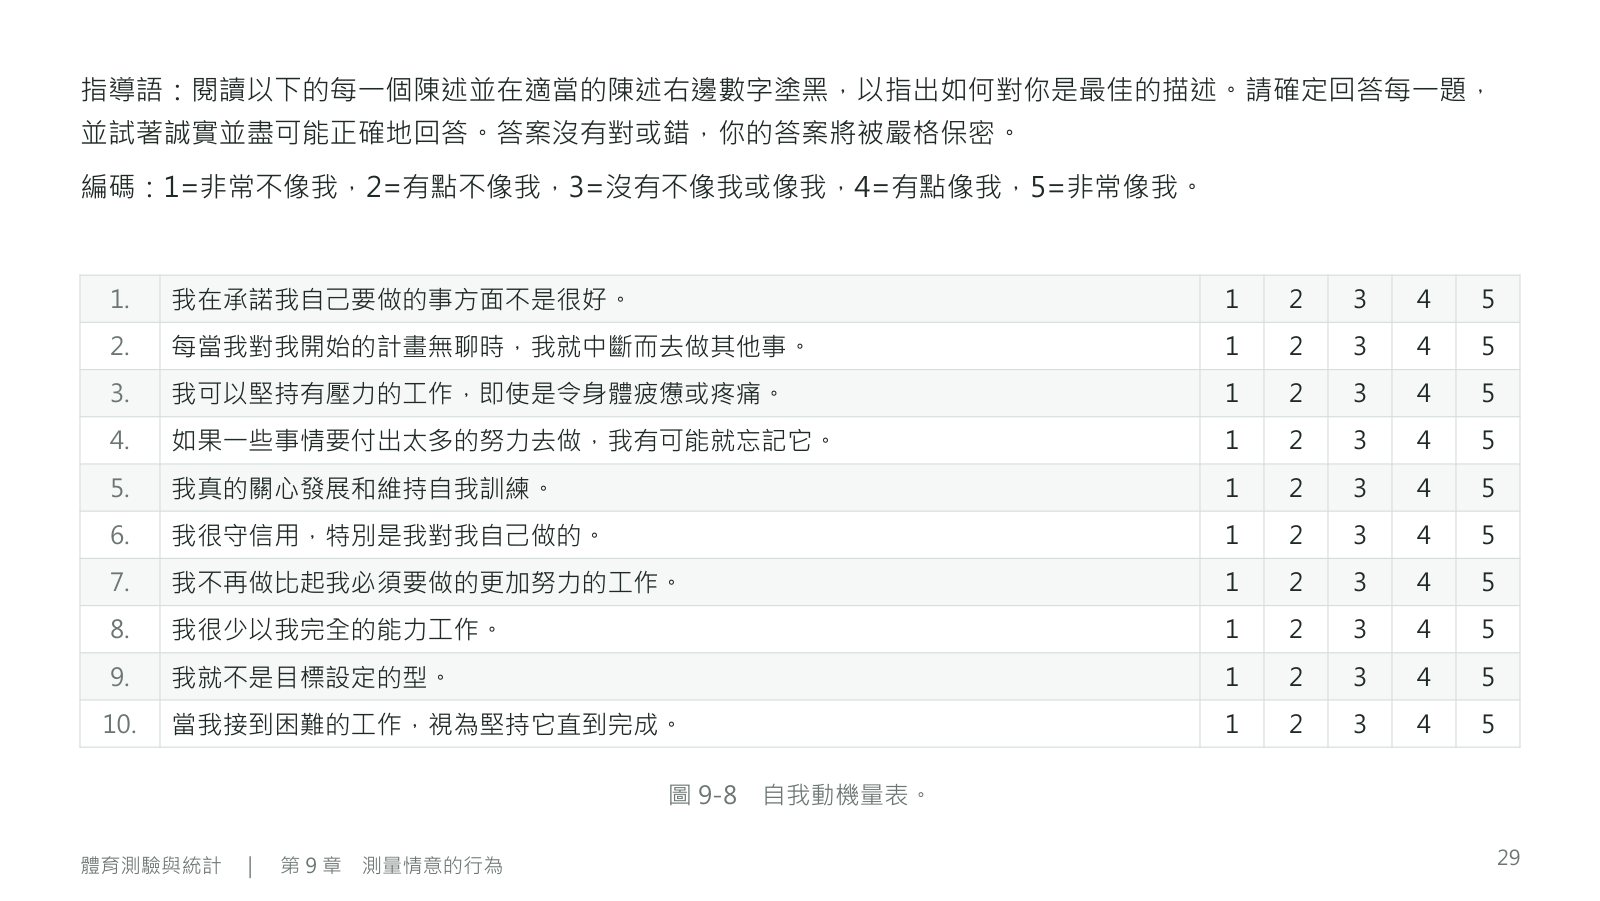 指導語：閱讀以下的每一個陳述並在適當的陳述右邊數字塗黑，以指出如何對你是最佳的描述。請確定回答每一題，
並試著誠實並盡可能正確地回答。答案沒有對或錯，你的答案將被嚴格保密。
編碼：1=非常不像我，2=有點不像我，3=沒有不像我或像我，4=有點像我，5=非常像我。
1. 我在承諾我自己要做的事方面不是很好。 1 2 3 4 5
2. 每當我對我開始的計畫無聊時，我就中斷而去做其他事。 1 2 3 4 5
3. 我可以堅持有壓力的工作，即使是令身體疲憊或疼痛。 1 2 3 4 5
4. 如果一些事情要付出太多的努力去做，我有可能就忘記它。 1 2 3 4 5
5. 我真的關心發展和維持自我訓練。 1 2 3 4 5
6. 我很守信用，特別是我對我自己做的。 1 2 3 4 5
7. 我不再做比起我必須要做的更加努力的工作。 1 2 3 4 5
8. 我很少以我完全的能力工作。 1 2 3 4 5
9. 我就不是目標設定的型。 1 2 3 4 5
10. 當我接到困難的工作，視為堅持它直到完成。 1 2 3 4 5
圖 9-8　自我動機量表。
體育測驗與統計　|　第 9 章　測量情意的行為
29